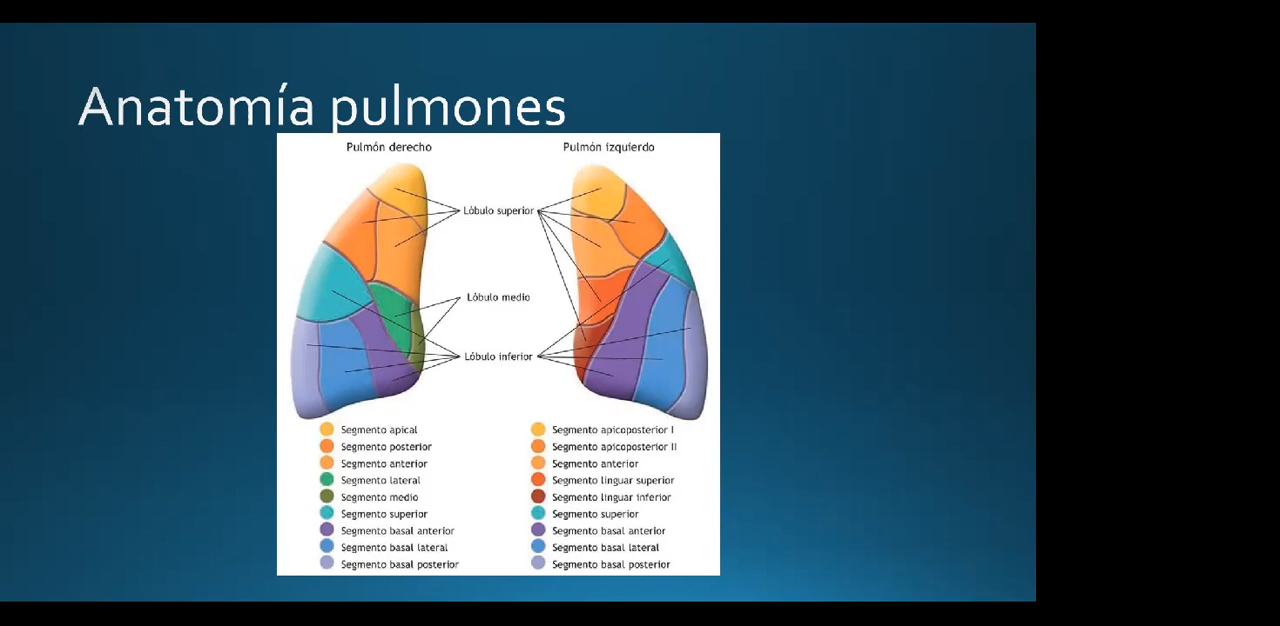 Anatomía pulmones
Pulmón derecho
Pulmón izquierdo
Lóbulo superior
Lóbulo medio
Lóbulo inferior
Segmento apical
Segmento posterior
Segmento anterior
Segmento lateral
Segmento medio
Segmento superior
Segmento basal anterior
Segmento basal lateral
Segmento basal posterior
Segmento apicoposterior I
Segmento apicoposterior II
Segmento anterior
Segmento linguar superior
Segmento linguar inferior
Segmento superior
Segmento basal anterior
Segmento basal lateral
Segmento basal posterior